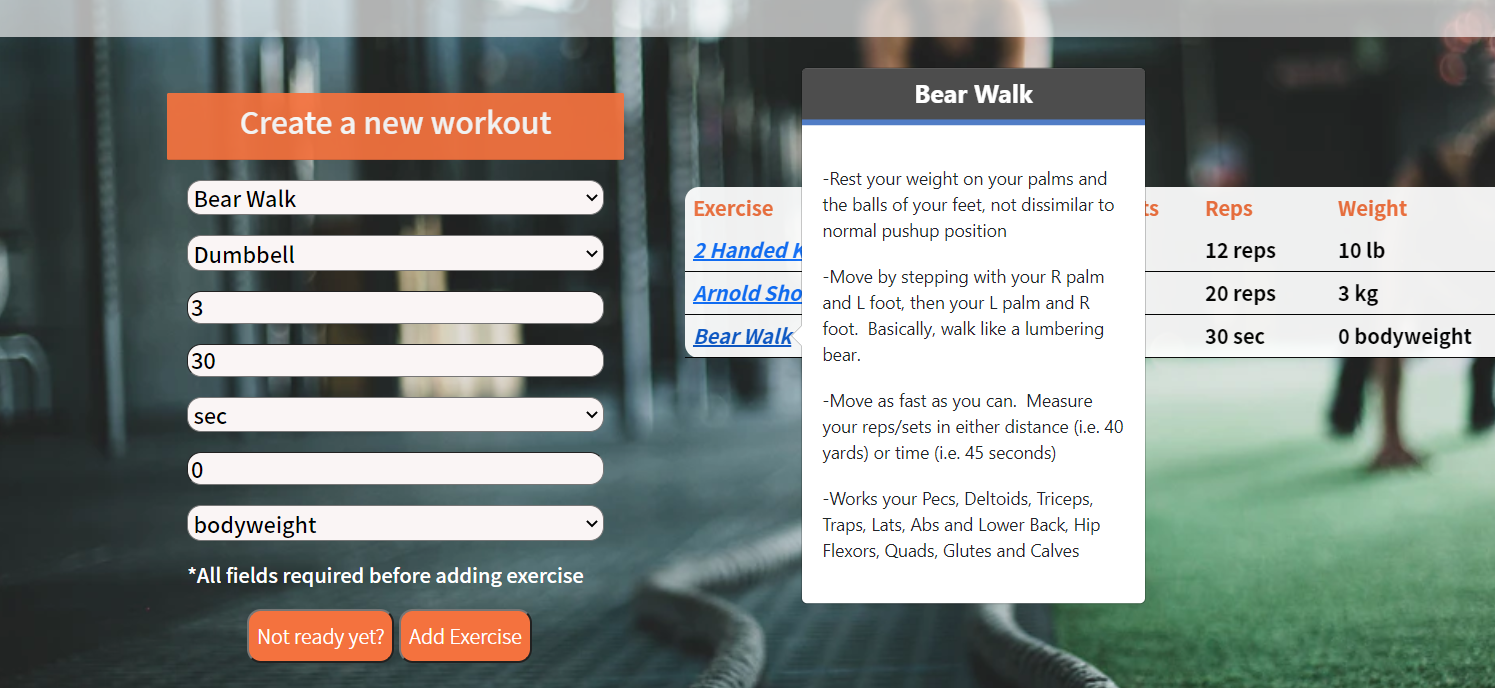 Create a new workout
Bear Walk
Dumbbell
3
30
sec
0
bodyweight
*All fields required before adding exercise
Not ready yet? Add Exercise
Exercise Reps Weight
2 Handed 12 reps 10 lb
Arnold 20 reps 3 kg
Bear Walk 30 sec 0 bodyweight
Bear Walk
-Rest your weight on your palms and
the balls of your feet, not dissimilar to
normal pushup position
-Move by stepping with your R palm
and L foot, then your L palm and R
foot. Basically, walk like a lumbering
bear.
-Move as fast as you can. Measure
your reps/sets in either distance (i.e. 40
yards) or time (i.e. 45 seconds)
-Works your Pecs, Deltoids, Triceps,
Traps, Lats, Abs and Lower Back, Hip
Flexors, Quads, Glutes and Calves